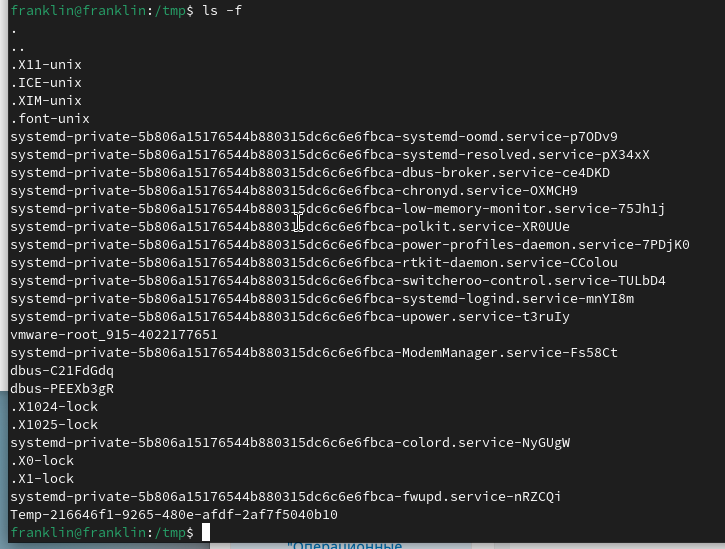 franklin@franklin:/tmp$ ls -f
.
..
.X11-unix
.ICE-unix
.XIM-unix
.font-unix
systemd-private-5b806a15176544b880315dc6c6e6fbca-systemd-oomd.service-p7ODv9
systemd-private-5b806a15176544b880315dc6c6e6fbca-systemd-resolved.service-pX34xX
systemd-private-5b806a15176544b880315dc6c6e6fbca-dbus-broker.service-ce4DKD
systemd-private-5b806a15176544b880315dc6c6e6fbca-chronyd.service-OXMCH9
systemd-private-5b806a15176544b880315dc6c6e6fbca-low-memory-monitor.service-75Jh1j
systemd-private-5b806a15176544b880315dc6c6e6fbca-polkit.service-XR0UUe
systemd-private-5b806a15176544b880315dc6c6e6fbca-power-profiles-daemon.service-7PDjK0
systemd-private-5b806a15176544b880315dc6c6e6fbca-rtkit-daemon.service-CColou
systemd-private-5b806a15176544b880315dc6c6e6fbca-switcheroo-control.service-TULbD4
systemd-private-5b806a15176544b880315dc6c6e6fbca-systemd-logind.service-mnYI8m
systemd-private-5b806a15176544b880315dc6c6e6fbca-upower.service-t3ruIy
vmware-root_915-4022177651
systemd-private-5b806a15176544b880315dc6c6e6fbca-ModemManager.service-Fs58Ct
dbus-C21FdGdq
dbus-PEEXb3gR
.X1024-lock
.X1025-lock
systemd-private-5b806a15176544b880315dc6c6e6fbca-colord.service-NyGUgW
.X0-lock
.X1-lock
systemd-private-5b806a15176544b880315dc6c6e6fbca-fwupd.service-nRZCQi
Temp-216646f1-9265-480e-afdf-2af7f5040b10
franklin@franklin:/tmp$
"Операционные